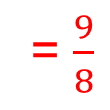 = 9/8